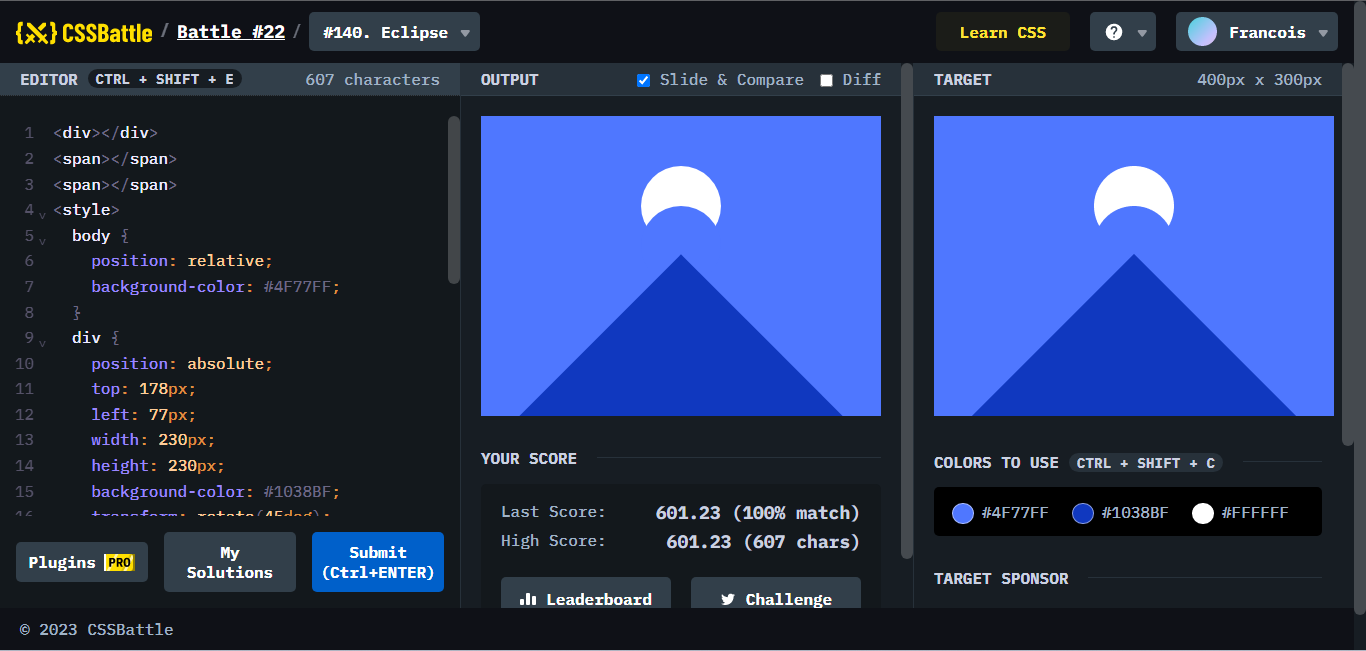 {X} CSSBattle / Battle #22 / #140. Eclipse Learn CSS ? Francois
EDITOR CTRL + SHIFT + E 607 characters
1 <div></div>
2 <span></span>
3 <span></span>
4 <style>
5 body {
6 position: relative;
7 background-color: #4F77FF;
8 }
9 div {
10 position: absolute;
11 top: 178px;
12 left: 77px;
13 width: 230px;
14 height: 230px;
15 background-color: #1038BF;
16 transform: rotate(45deg);
Plugins PRO
My Solutions
Submit (Ctrl+ENTER)
OUTPUT Slide & Compare Diff
YOUR SCORE
Last Score: 601.23 (100% match)
High Score: 601.23 (607 chars)
Leaderboard Challenge
TARGET 400px x 300px
COLORS TO USE CTRL + SHIFT + C
#4F77FF #1038BF #FFFFFF
TARGET SPONSOR
© 2023 CSSBattle